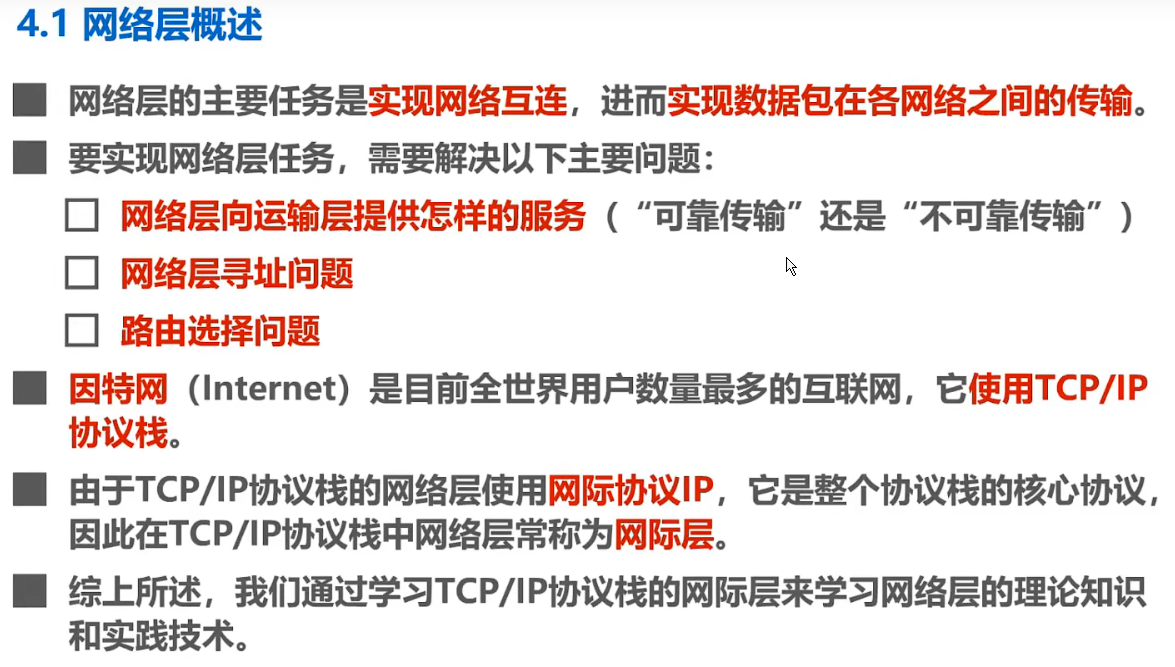 4.1 网络层概述
网络层的主要任务是实现网络互连，进而实现数据包在各网络之间的传输。
要实现网络层任务，需要解决以下主要问题：
网络层向运输层提供怎样的服务（“可靠传输”还是“不可靠传输”）
网络层寻址问题
路由选择问题
因特网（Internet）是目前全世界用户数量最多的互联网，它使用TCP/IP
协议栈。
由于TCP/IP协议栈的网络层使用网际协议IP，它是整个协议栈的核心协议，
因此在TCP/IP协议栈中网络层常称为网际层。
综上所述，我们通过学习TCP/IP协议栈的网际层来学习网络层的理论知识
和实践技术。